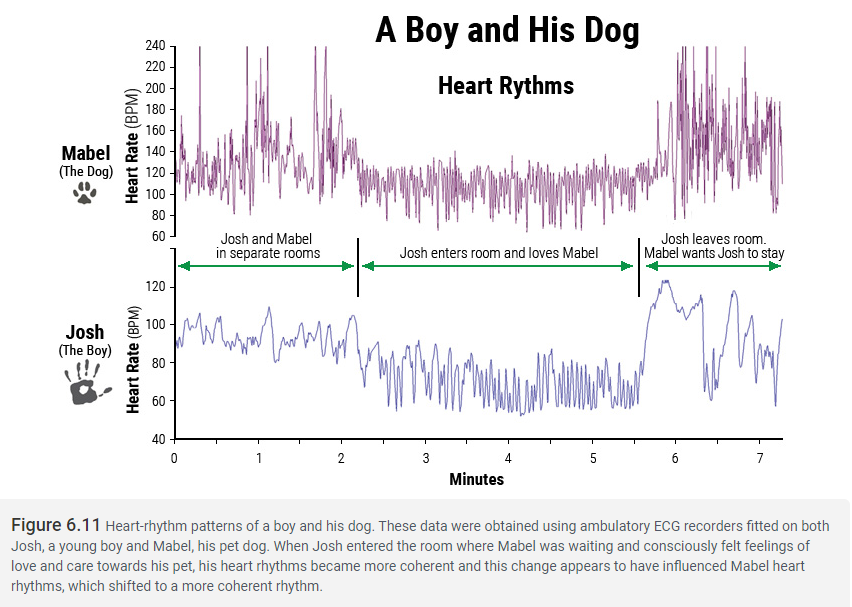 A Boy and His Dog
Heart Rythms
240
220
200
180
160
140
120
100
80
60
Heart Rate (BPM)
Mabel
(The Dog)
Josh and Mabel
in separate rooms
Josh enters room and loves Mabel
Josh leaves room.
Mabel wants Josh to stay
120
100
80
60
40
Heart Rate (BPM)
Josh
(The Boy)
0 1 2 3 4 5 6 7
Minutes
Figure 6.11 Heart-rhythm patterns of a boy and his dog. These data were obtained using ambulatory ECG recorders fitted on both
Josh, a young boy and Mabel, his pet dog. When Josh entered the room where Mabel was waiting and consciously felt feelings of
love and care towards his pet, his heart rhythms became more coherent and this change appears to have influenced Mabel heart
rhythms, which shifted to a more coherent rhythm.